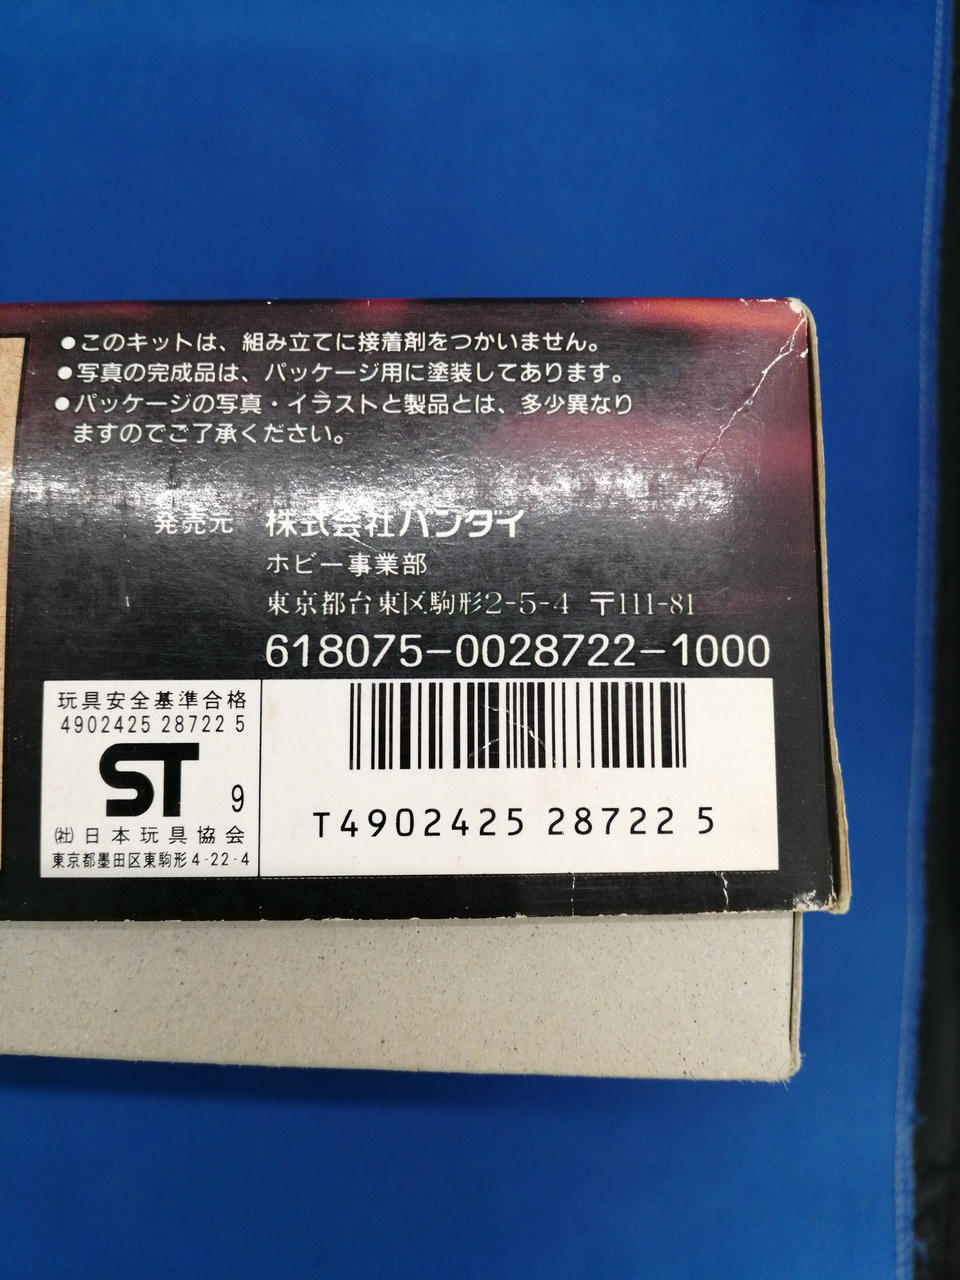 ●このキットは、組み立てに接着剤をつかいません。
●写真の完成品は、パッケージ用に塗装してあります。
●パッケージの写真・イラストと製品とは、多少異なり
ますのでご了承ください。
発売元 株式会社バンダイ
ホビー事業部
東京都台東区駒形2-5-4 〒111-81
618075-0028722-1000
玩具安全基準合格
4902425 28722 5
ST 9
(社)日本玩具協会
東京都墨田区東駒形4-22-4
T4902425 28722 5